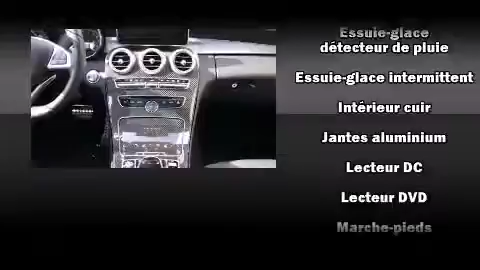 Essuie-glace
détecteur de pluie
Essuie-glace intermittent
Intérieur cuir
Jantes aluminium
Lecteur DC
Lecteur DVD
Marche-pieds